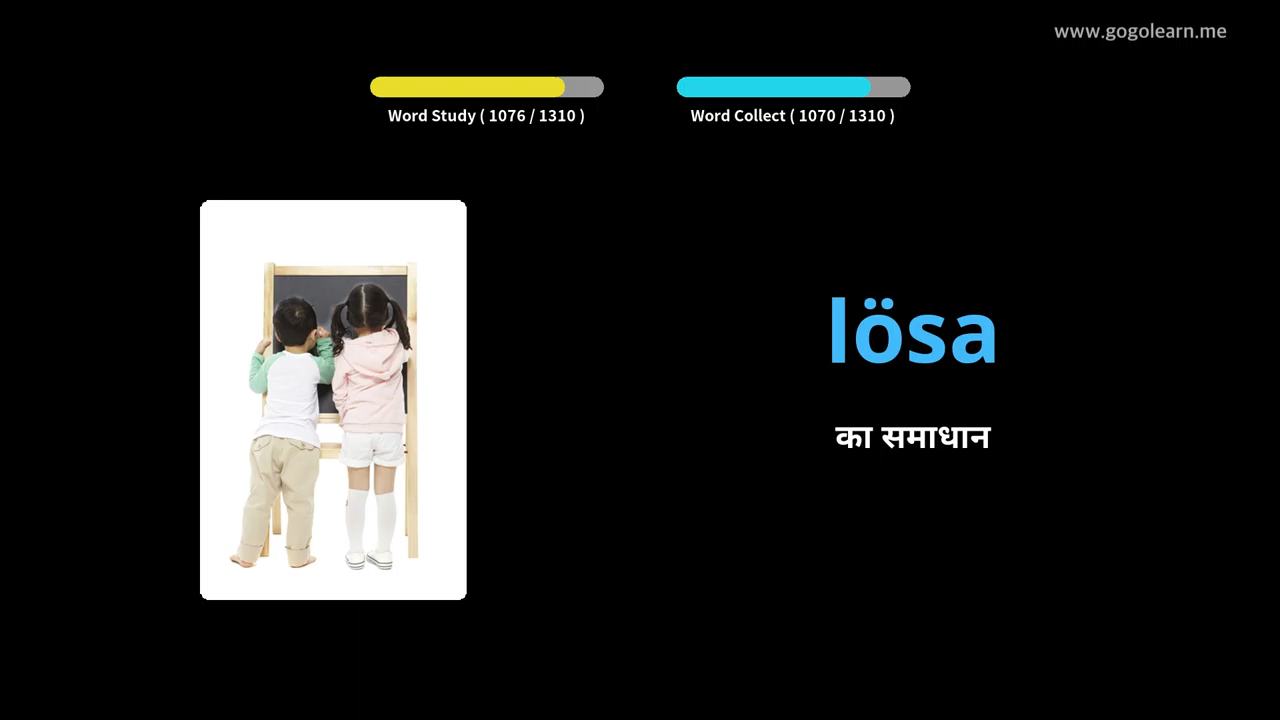 www.gogolearn.me
Word Study ( 1076 / 1310 )
Word Collect ( 1070 / 1310 )
lösa
का समाधान